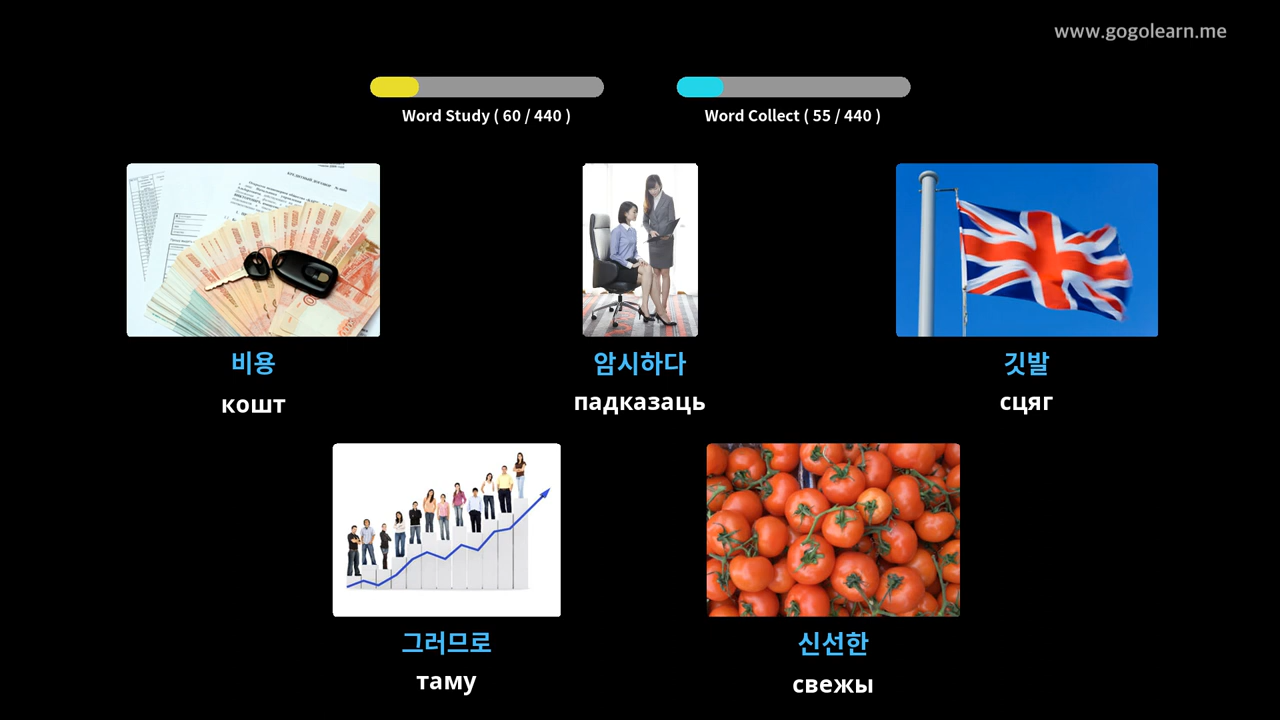 www.gogolearn.me
Word Study ( 60 / 440 )
Word Collect ( 55 / 440 )
비용
кошт
암시하다
падказаць
깃발
сцяг
그러므로
таму
신선한
свежы